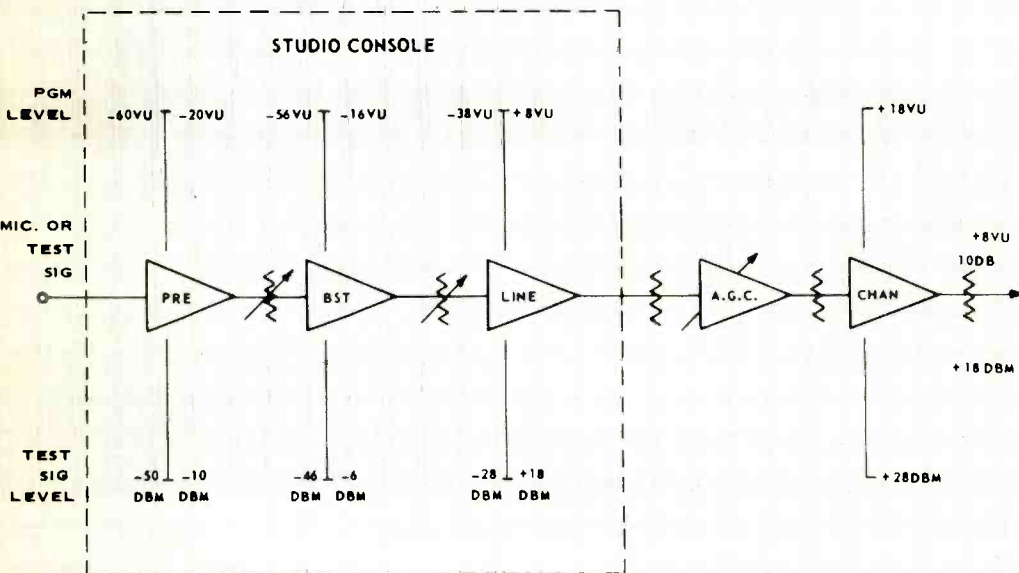 STUDIO CONSOLE
PGM
LEVEL
-60VU -20VU
-56VU -16VU
-38VU +8VU
+18VU
MIC. OR
TEST
SIG
PRE
BST
LINE
A.G.C.
CHAN
+8VU
10DB
+18 DBM
TEST
SIG
LEVEL
-50 -10
DBM DBM
-46 -6
DBM DBM
-28 +18
DBM DBM
+28DBM